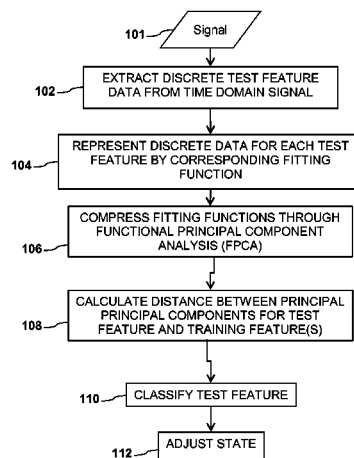 101
Signal
102
EXTRACT DISCRETE TEST FEATURE
DATA FROM TIME DOMAIN SIGNAL
104
REPRESENT DISCRETE DATA FOR EACH TEST
FEATURE BY CORRESPONDING FITTING
FUNCTION
106
COMPRESS FITTING FUNCTIONS THROUGH
FUNCTIONAL PRINCIPAL COMPONENT
ANALYSIS (FPCA)
108
CALCULATE DISTANCE BETWEEN PRINCIPAL
PRINCIPAL COMPONENTS FOR TEST
FEATURE AND TRAINING FEATURE(S)
110
CLASSIFY TEST FEATURE
112
ADJUST STATE